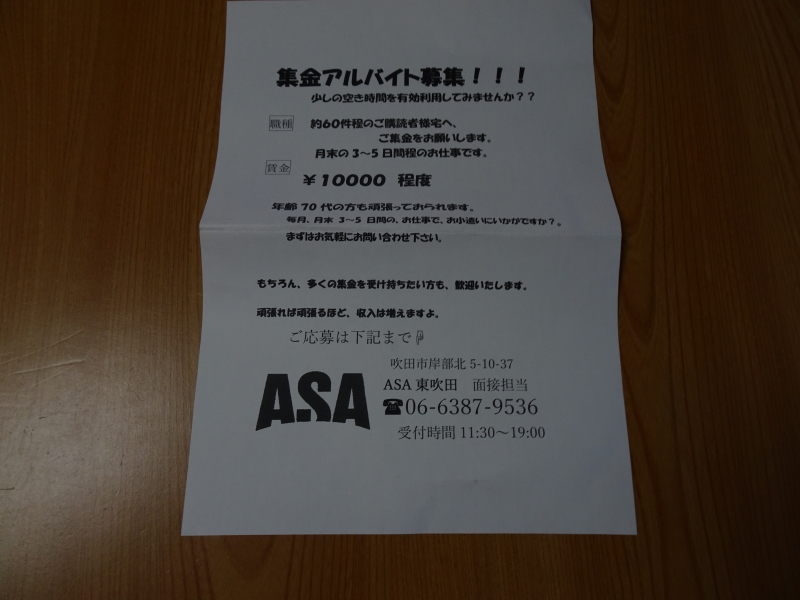 集金アルバイト募集！！！
少しの空き時間を有効利用してみませんか？？
職種 約60件程のご購読者様宅へ、
ご集金をお願いします。
月末の３～５日間程のお仕事です。
賃金
￥10000 程度
年齢70代の方も頑張っておられます。
毎月、月末 3～5 日間の、お仕事で、お小遣いにいかがですか？。
まずはお気軽にお問い合わせ下さい。
もちろん、多くの集金を受け持ちたい方も、歓迎いたします。
頑張れば頑張るほど、収入は増えますよ。
ご応募は下記まで☟
吹田市岸部北 5-10-37
ASA 東吹田 面接担当
ASA ☎06-6387-9536
受付時間 11:30～19:00